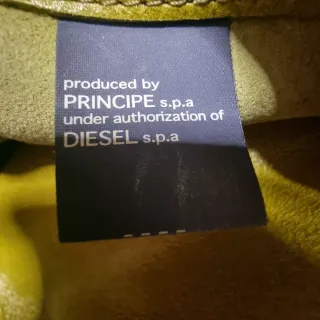 produced by
PRINCIPE s.p.a
under authorization of
DIESEL s.p.a